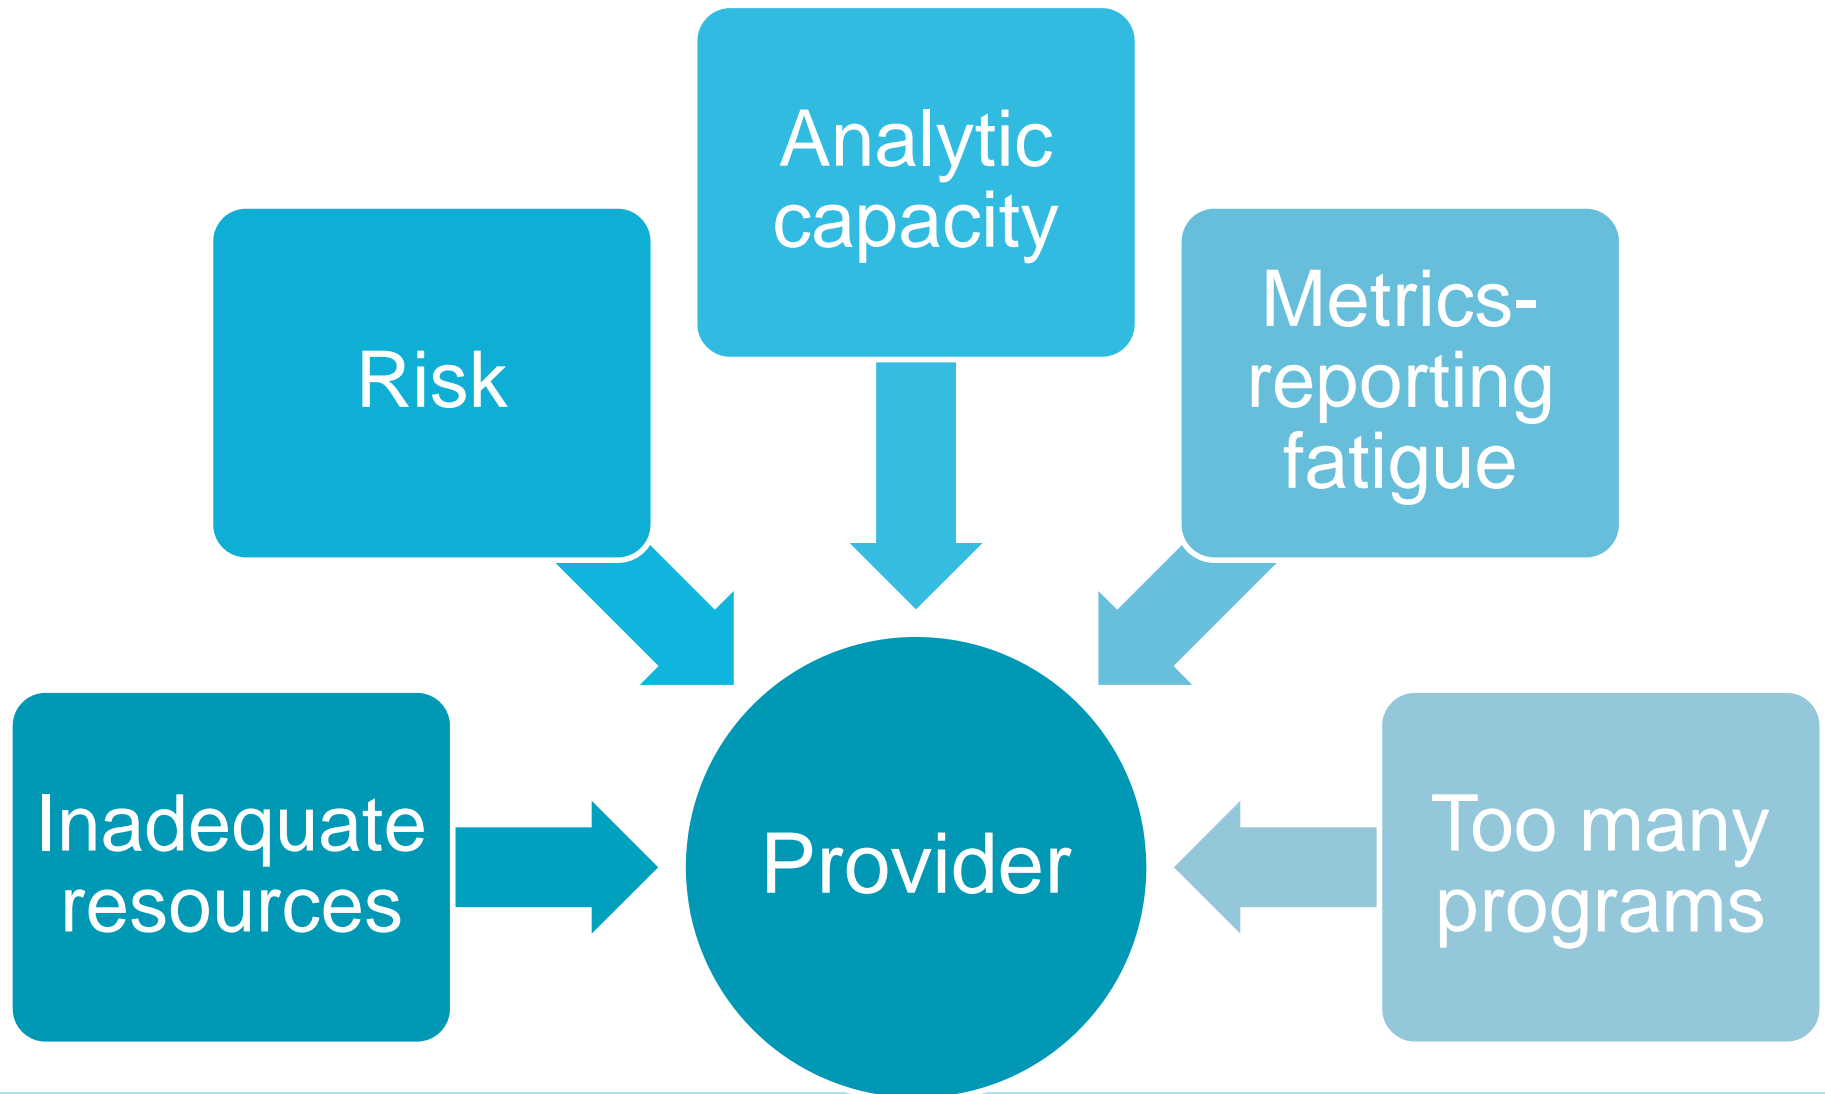 Analytic
capacity
Risk
Metrics-
reporting
fatigue
Inadequate
resources
Provider
Too many
programs